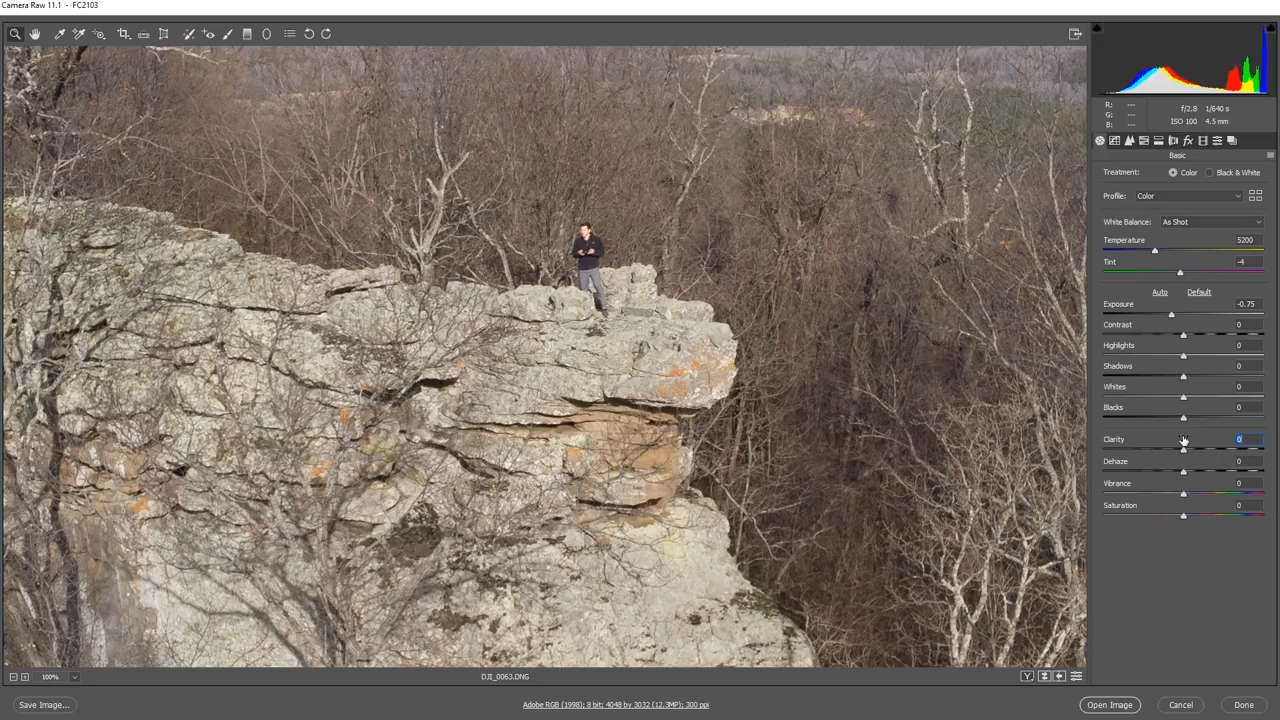 Camera Raw 11.1 - FC2103
R: ---
G: ---
B: ---
f/2.8 1/640 s
ISO 100 4.5 mm
fx
Basic
Treatment: Color Black & White
Profile: Color
White Balance: As Shot
Temperature 5200
Tint -4
Auto Default
Exposure -0.75
Contrast 0
Highlights 0
Shadows 0
Whites 0
Blacks 0
Clarity 0
Dehaze 0
Vibrance 0
Saturation 0
100%
DJI_0063.DNG
Y
Save Image...
Adobe RGB (1998); 8 bit; 4048 by 3032 (12.3MP); 300 ppi
Open Image
Cancel
Done